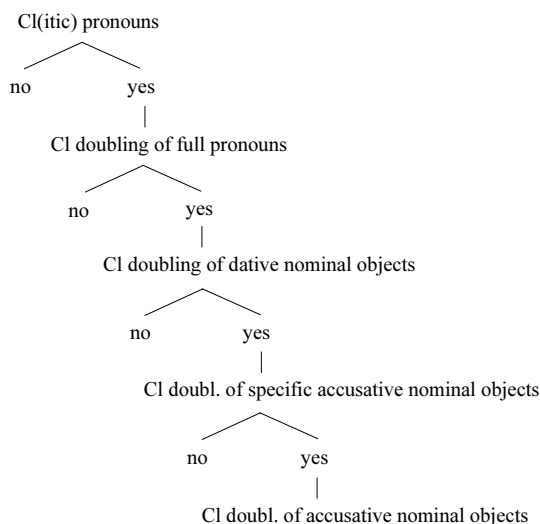 Cl(itic) pronouns
no yes
Cl doubling of full pronouns
no yes
Cl doubling of dative nominal objects
no yes
Cl doubl. of specific accusative nominal objects
no yes
Cl doubl. of accusative nominal objects